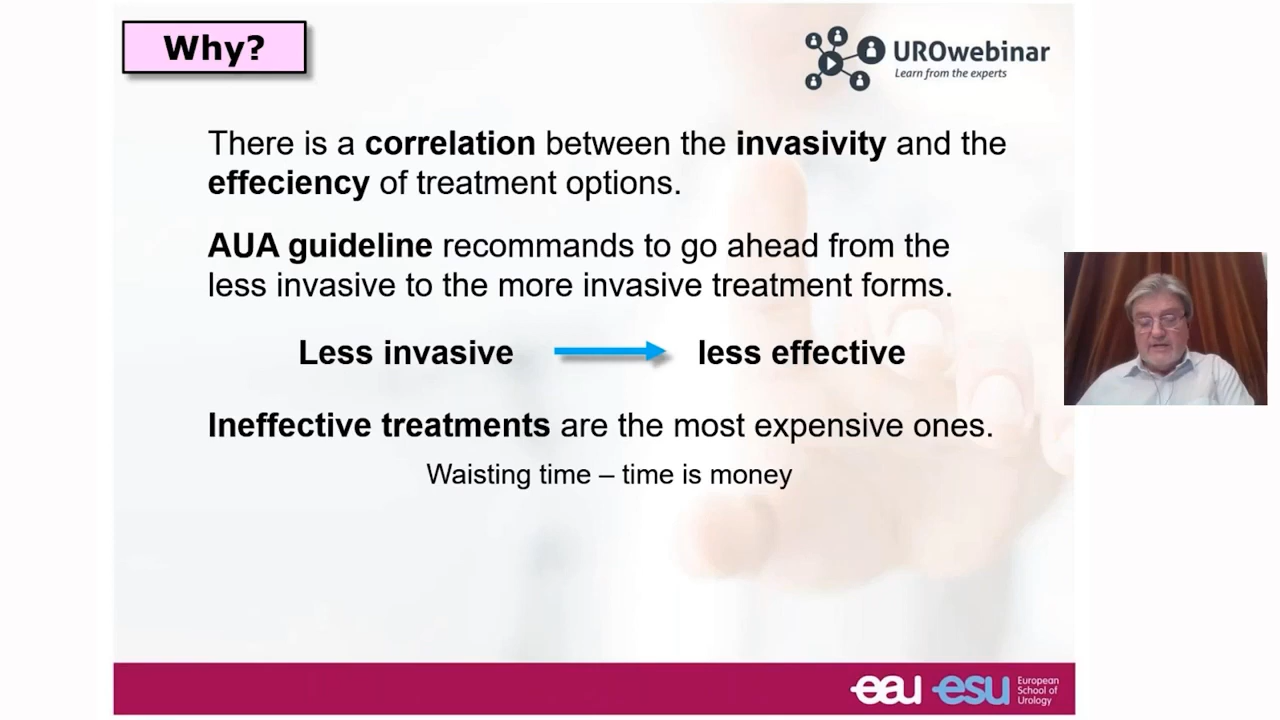 Why?
UROwebinar
Learn from the experts
There is a correlation between the invasivity and the
effeciency of treatment options.
AUA guideline recommands to go ahead from the
less invasive to the more invasive treatment forms.
Less invasive less effective
Ineffective treatments are the most expensive ones.
Waisting time – time is money
eau esu European
School of
Urology